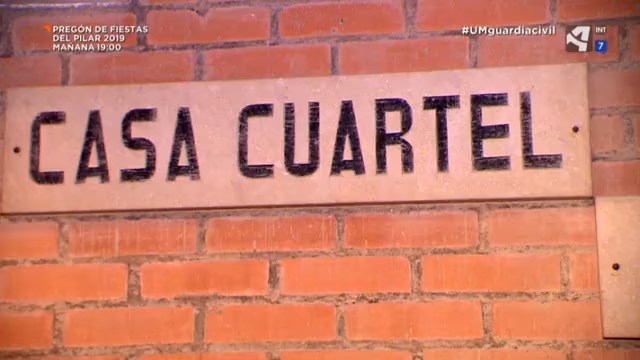 PREGÓN DE FIESTAS
DEL PILAR 2019
MAÑANA 19:00
#UMguardiacivil
INT
7
CASA CUARTEL